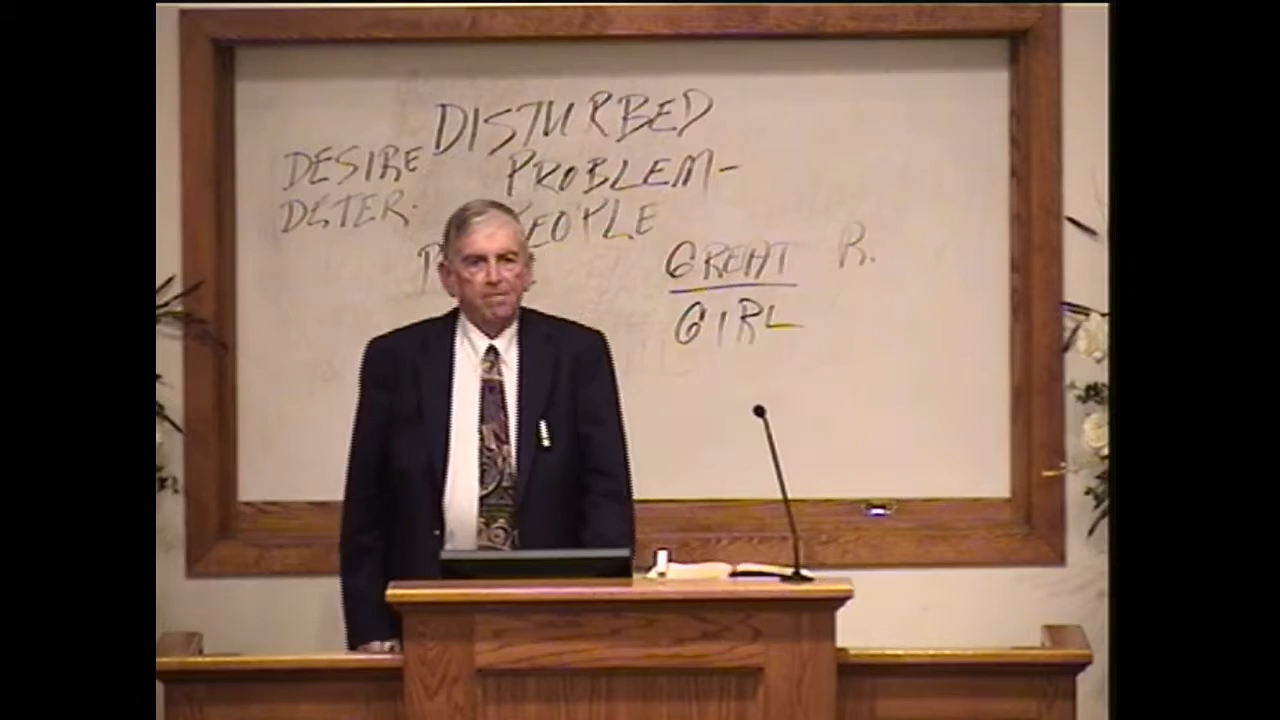 DISTURBED
DESIRE PROBLEM-
DETER. PEOPLE
GREAT R.
GIRL